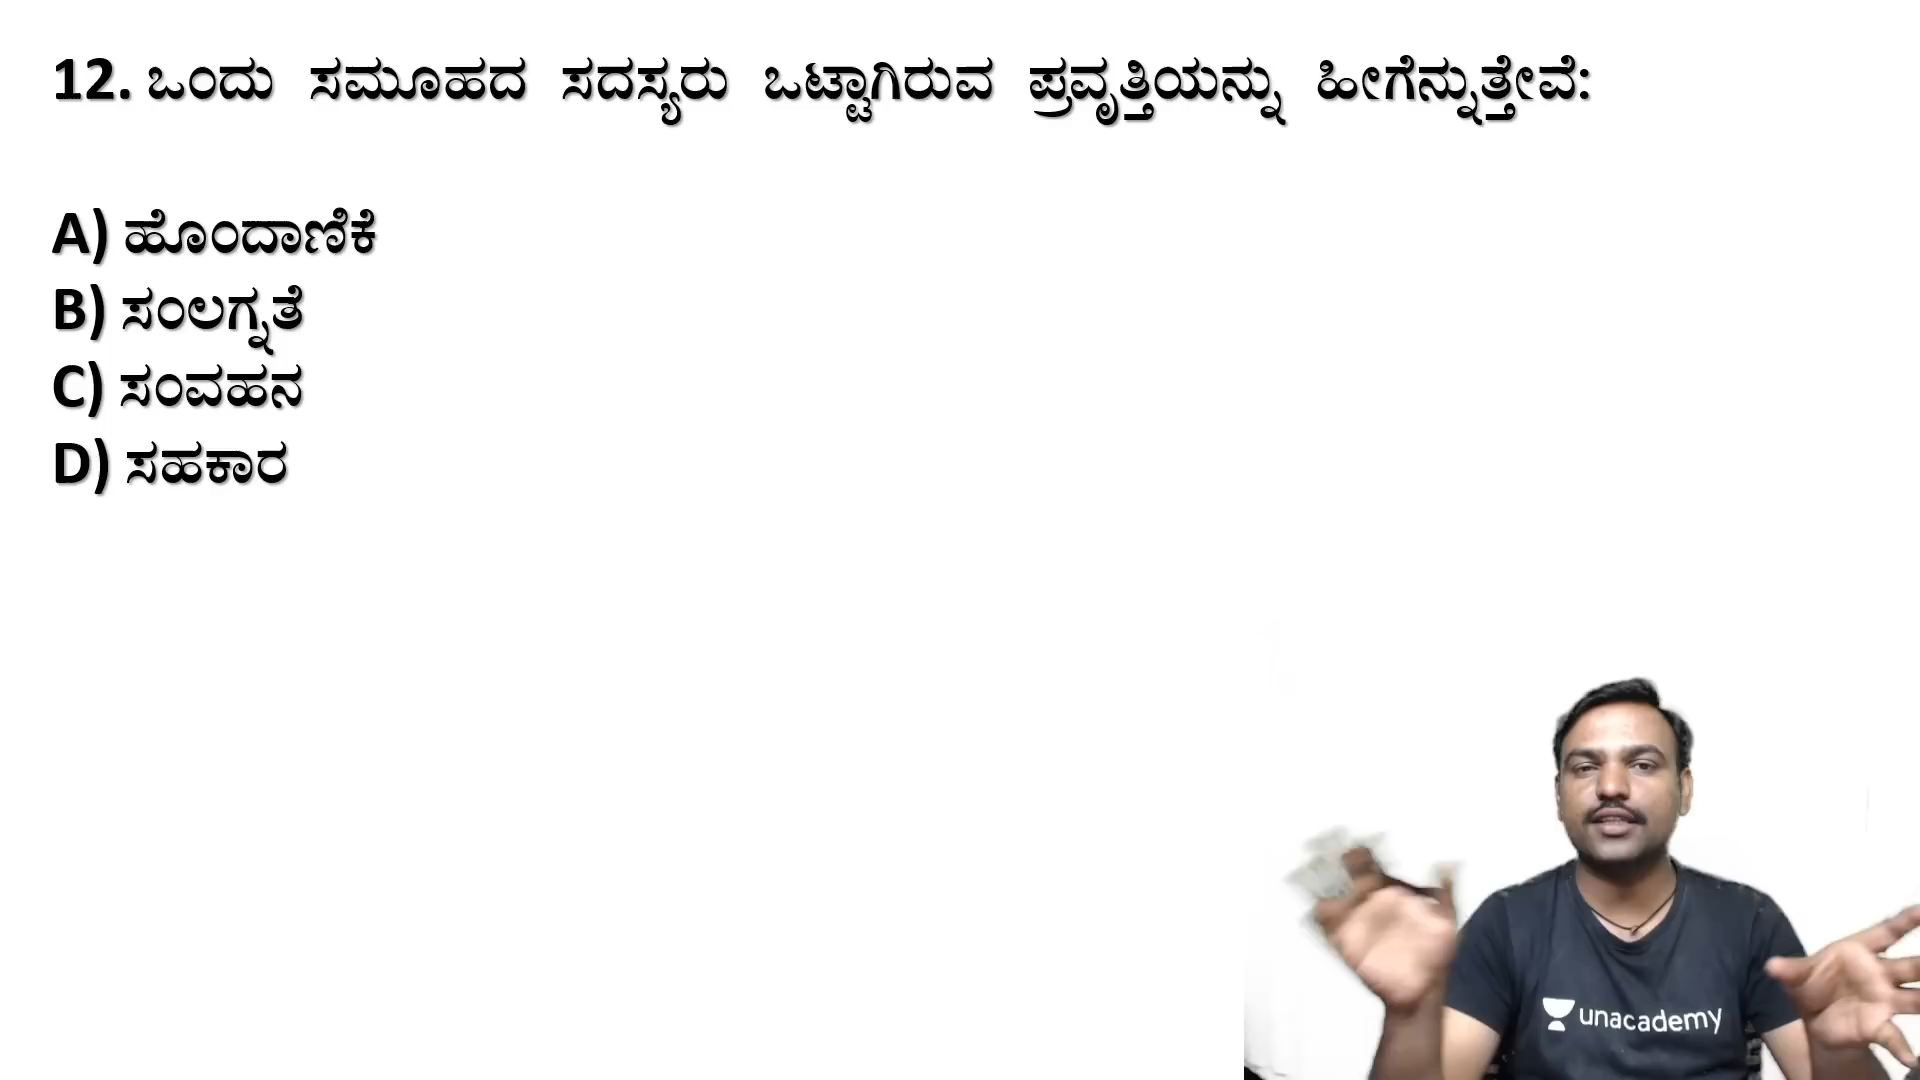 12. ಒಂದು ಸಮೂಹದ ಸದಸ್ಯರು ಒಟ್ಟಾಗಿರುವ ಪ್ರವೃತ್ತಿಯನ್ನು ಹೀಗೆನ್ನುತ್ತೇವೆ:
A) ಹೊಂದಾಣಿಕೆ
B) ಸಂಲಗ್ನತೆ
C) ಸಂವಹನ
D) ಸಹಕಾರ
unacademy